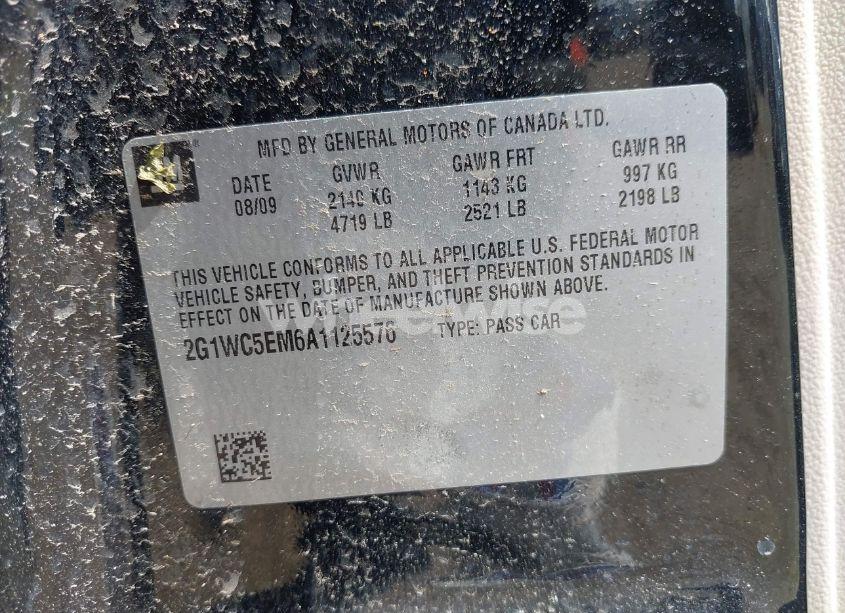 MFD BY GENERAL MOTORS OF CANADA LTD.
DATE GVWR GAWR FRT GAWR RR
08/09 2140 KG 1143 KG 997 KG
4719 LB 2521 LB 2198 LB
THIS VEHICLE CONFORMS TO ALL APPLICABLE U.S. FEDERAL MOTOR
VEHICLE SAFETY, BUMPER, AND THEFT PREVENTION STANDARDS IN
EFFECT ON THE DATE OF MANUFACTURE SHOWN ABOVE.
2G1WC5EM6A1125576 TYPE: PASS CAR